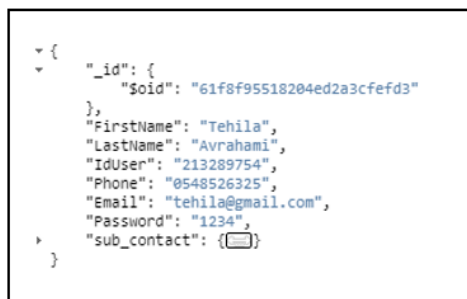 {
"_id": {
"$oid": "61f8f95518204ed2a3cfefd3"
},
"FirstName": "Tehila",
"LastName": "Avrahami",
"IdUser": "213289754",
"Phone": "0548526325",
"Email": "tehila@gmail.com",
"Password": "1234",
"sub_contact": {}
}